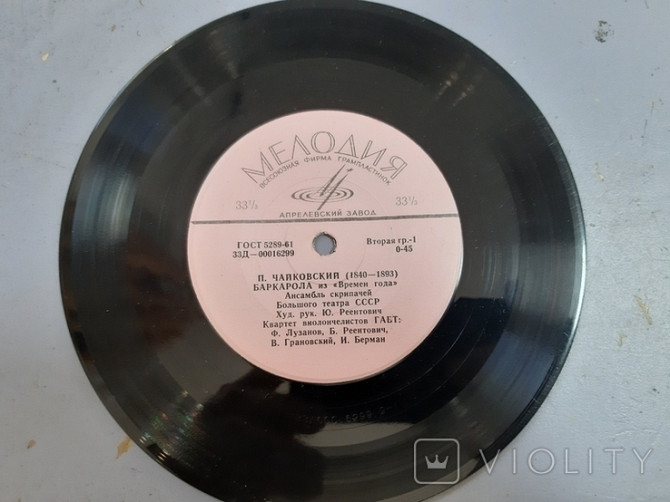 МЕЛОДИЯ
ВСЕСОЮЗНАЯ ФИРМА ГРАМПЛАСТИНОК
33⅓ 33⅓
АПРЕЛЕВСКИЙ ЗАВОД
ГОСТ 5289-61 Вторая гр.-1
33Д—00016299 0-45
П. ЧАЙКОВСКИЙ (1840—1893)
БАРКАРОЛА из «Времен года»
Ансамбль скрипачей
Большого театра СССР
Худ. рук. Ю. Реентович
Квартет виолончелистов ГАБТ:
Ф. Лузанов, Б. Реентович,
В. Грановский, И. Берман
VIOLITY